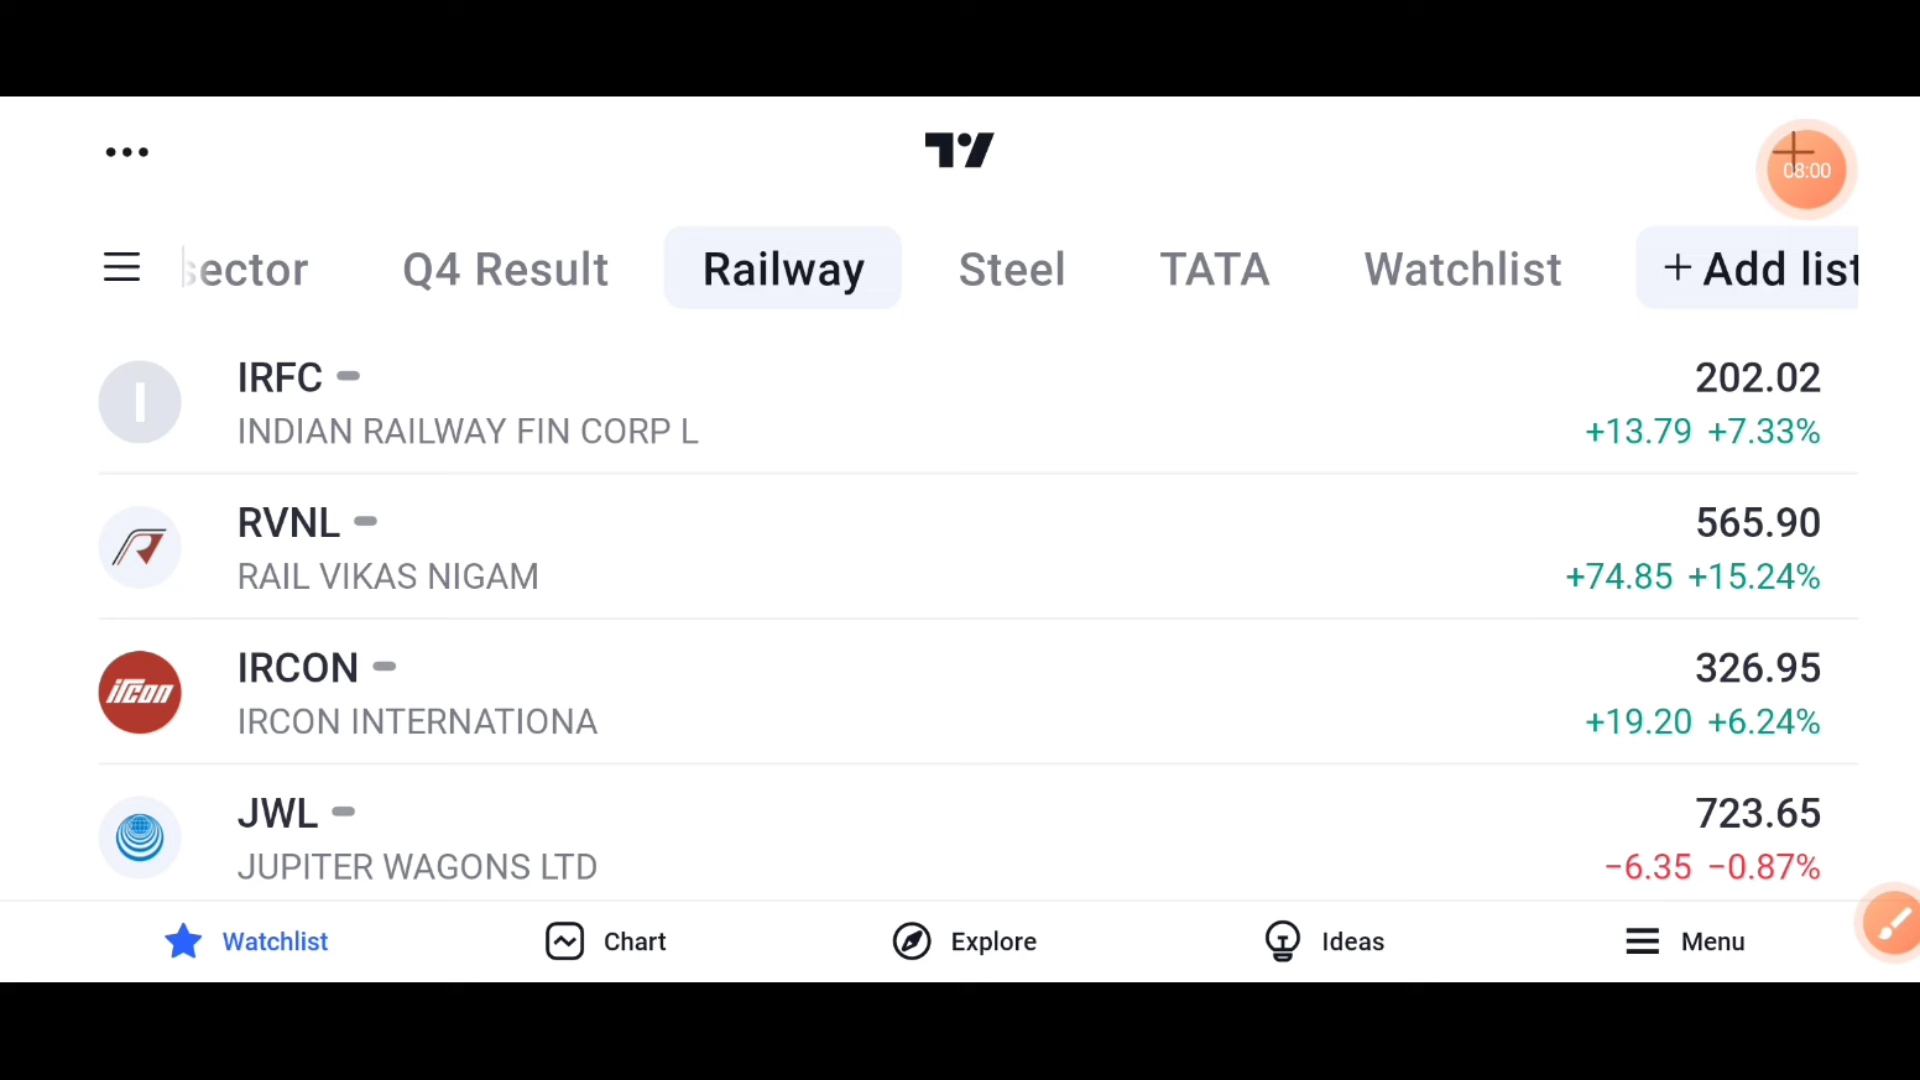 08:00
sector Q4 Result Railway Steel TATA Watchlist + Add list
IRFC 202.02
INDIAN RAILWAY FIN CORP L +13.79 +7.33%
RVNL 565.90
RAIL VIKAS NIGAM +74.85 +15.24%
ircon
IRCON 326.95
IRCON INTERNATIONA +19.20 +6.24%
JWL 723.65
JUPITER WAGONS LTD −6.35 −0.87%
Watchlist Chart Explore Ideas Menu